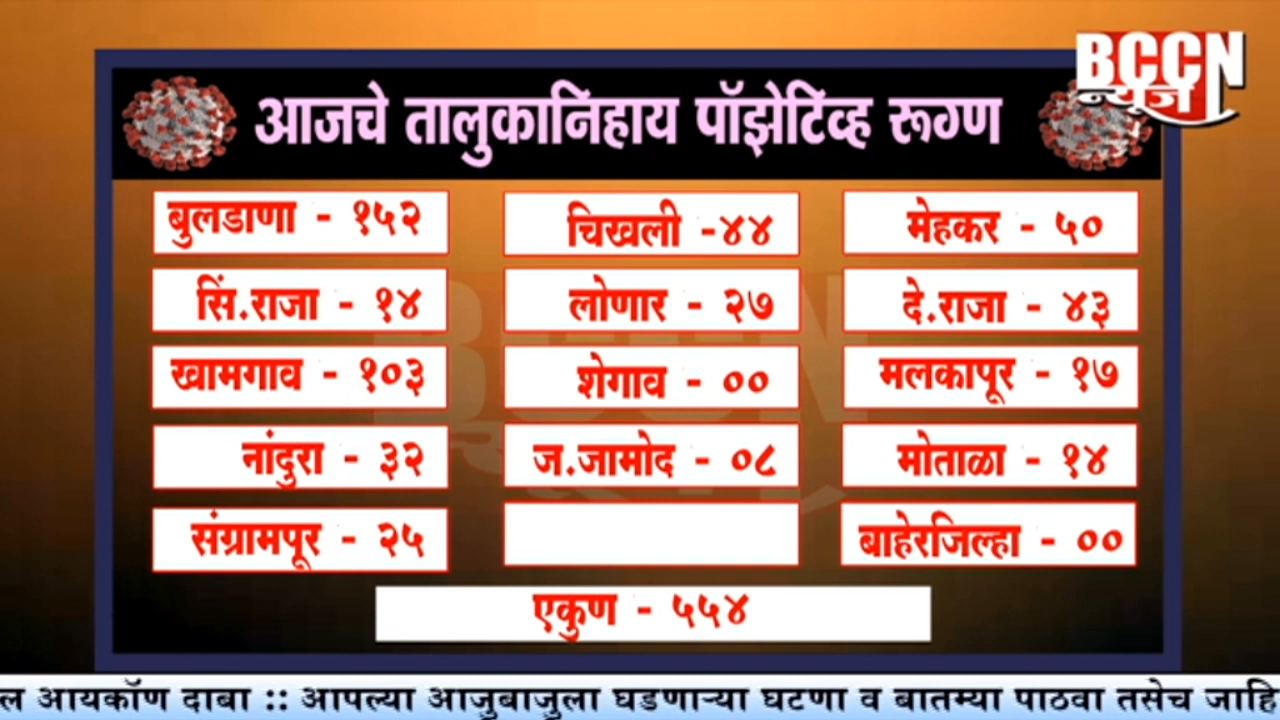 BCCN
न्यूज
आजचे तालुकानिहाय पॉझेटिव्ह रूग्ण
बुलडाणा - १५२
चिखली -४४
मेहकर - ५०
सिं.राजा - १४
लोणार - २७
दे.राजा - ४३
खामगाव - १०३
शेगाव - ००
मलकापूर - १७
नांदुरा - ३२
ज.जामोद - ०८
मोताळा - १४
संग्रामपूर - २५
बाहेरजिल्हा - ००
एकुण - ५५४
ल आयकॉण दाबा :: आपल्या आजुबाजुला घडणाऱ्या घटणा व बातम्या पाठवा तसेच जाहि